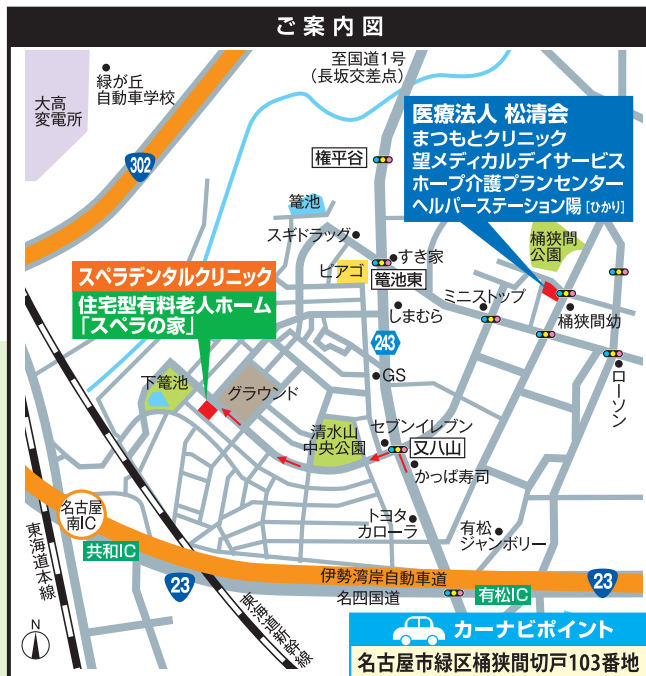 ご案内図
至国道1号
(長坂交差点)
緑が丘
自動車学校
大高
変電所
302
権平谷
医療法人 松清会
まつもとクリニック
望メディカルデイサービス
ホープ介護プランセンター
ヘルパーステーション陽［ひかり］
篭池
スギドラッグ
すき家
ピアゴ
篭池東
桶狭間
公園
スペラデンタルクリニック
住宅型有料老人ホーム
「スペラの家」
しまむら
ミニストップ
桶狭間幼
243
ローソン
下篭池
グラウンド
GS
清水山
中央公園
セブンイレブン
又八山
かっぱ寿司
名古屋
南IC
トヨタ
カローラ
有松
ジャンボリー
共和IC
東海道本線
伊勢湾岸自動車道
23
23
名四国道
有松IC
東海道新幹線
N
カーナビポイント
名古屋市緑区桶狭間切戸103番地